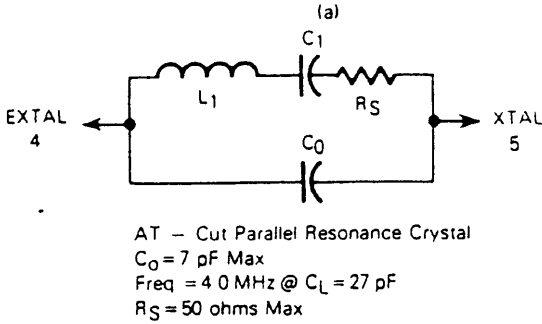 (a)
C1
L1
RS
EXTAL
4
XTAL
5
C0
AT – Cut Parallel Resonance Crystal
Co = 7 pF Max
Freq = 4 0 MHz @ CL = 27 pF
RS = 50 ohms Max